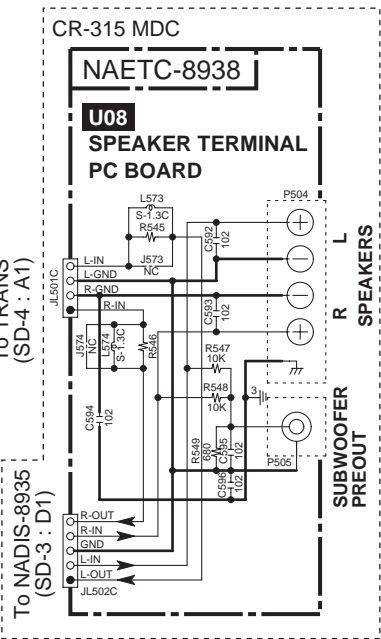 CR-315 MDC
NAETC-8938
U08
SPEAKER TERMINAL
PC BOARD
L573
S-1.3C
R545
J573
NC
C592
102
P504
L
R
SPEAKERS
To TRANS
(SD-4 : A1)
JL501C
L-IN
L-GND
R-GND
R-IN
C593
102
J574
NC
L574
S-1.3C
R546
R547
10K
R548
10K
C594
102
3
R549
680
C595
102
C596
102
P505
SUBWOOFER
PREOUT
To NADIS-8935
(SD-3 : D1)
R-OUT
R-IN
GND
L-IN
L-OUT
JL502C